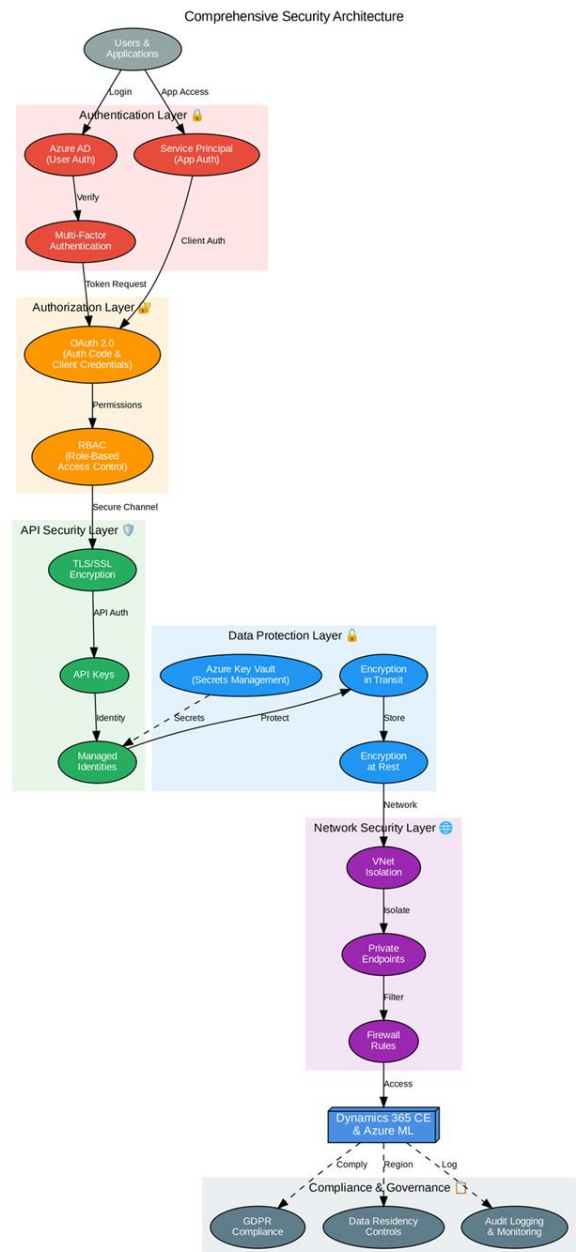 Comprehensive Security Architecture
Users &
Applications
Login
App Access
Authentication Layer 🔒
Azure AD
(User Auth)
Service Principal
(App Auth)
Verify
Multi-Factor
Authentication
Client Auth
Token Request
Authorization Layer 🔐
OAuth 2.0
(Auth Code &
Client Credentials)
Permissions
RBAC
(Role-Based
Access Control)
Secure Channel
API Security Layer 🛡️
TLS/SSL
Encryption
API Auth
Data Protection Layer 🔓
API Keys
Azure Key Vault
(Secrets Management)
Encryption
in Transit
Identity
Secrets
Protect
Store
Managed
Identities
Encryption
at Rest
Network
Network Security Layer 🌐
VNet
Isolation
Isolate
Private
Endpoints
Filter
Firewall
Rules
Access
Dynamics 365 CE
& Azure ML
Comply
Region
Log
Compliance & Governance 📋
GDPR
Compliance
Data Residency
Controls
Audit Logging
& Monitoring